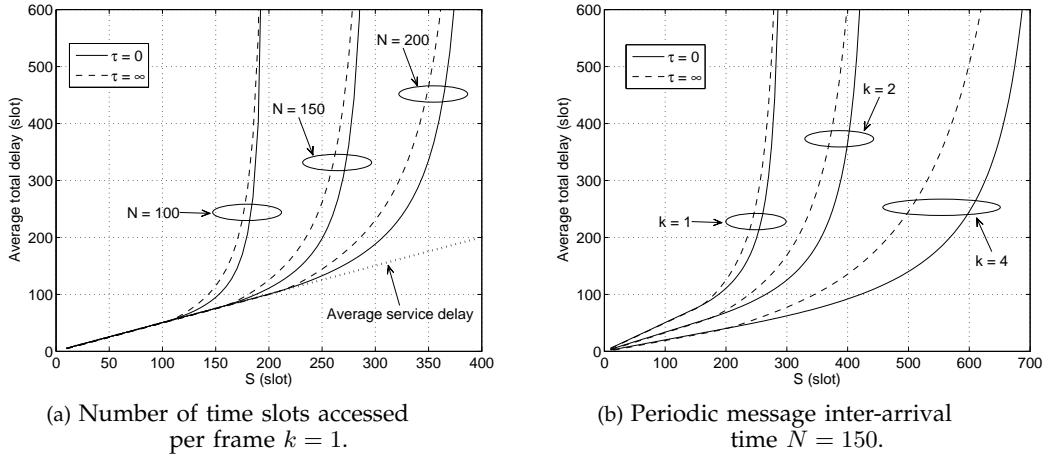 600
500
400
300
200
100
0
0 50 100 150 200 250 300 350 400
Average total delay (slot)
S (slot)
τ = 0
τ = ∞
N = 200
N = 150
N = 100
Average service delay
(a) Number of time slots accessed
per frame k = 1.
600
500
400
300
200
100
0
0 100 200 300 400 500 600 700
Average total delay (slot)
S (slot)
τ = 0
τ = ∞
k = 2
k = 1
k = 4
(b) Periodic message inter-arrival
time N = 150.